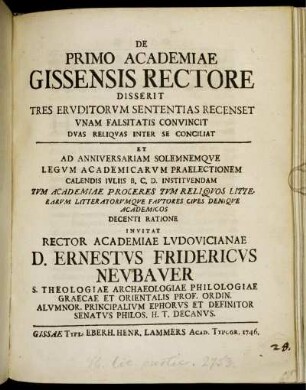 DE
PRIMO ACADEMIAE
GISSENSIS RECTORE
DISSERIT
TRES ERVDITORVM SENTENTIAS RECENSET
VNAM FALSITATIS CONVINCIT
DVAS RELIQVAS INTER SE CONCILIAT
ET
AD ANNIVERSARIAM SOLEMNEMQVE
LEGVM ACADEMICARVM PRAELECTIONEM
CALENDIS IVLIIS B. C. D. INSTITVENDAM
TVM ACADEMIAE PROCERES TVM RELIQVOS LITTE-
RARVM LITTERATORVMQVE FAVTORES CIVES DENIQVE
ACADEMICOS
DECENTI RATIONE
INVITAT
RECTOR ACADEMIAE LVDOVICIANAE
D. ERNESTVS FRIDERICVS
NEVBAVER
S. THEOLOGIAE ARCHAEOLOGIAE PHILOLOGIAE
GRAECAE ET ORIENTALIS PROF. ORDIN.
ALVMNOR. PRINCIPALIVM EPHORVS ET DEFINITOR
SENATVS PHILOS. H. T. DECANVS.
GISSAE TYPIS EBERH. HENR. LAMMERS ACAD. TYPOGR. 1746.
29.